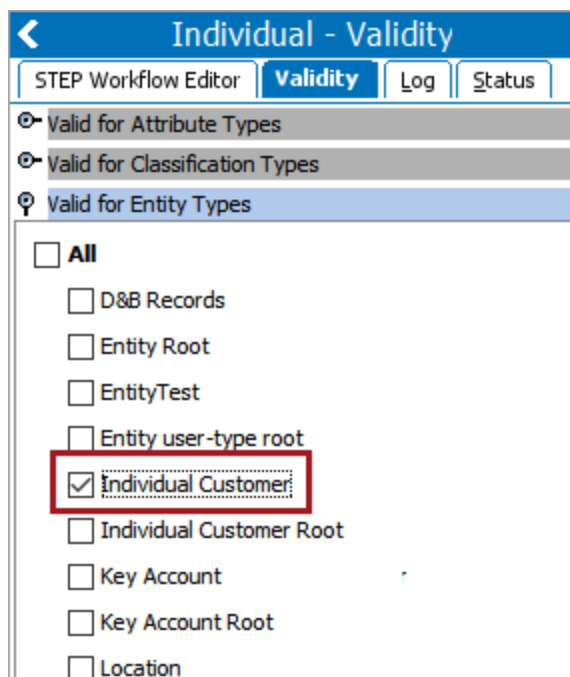 Individual - Validity
STEP Workflow Editor Validity Log Status
Valid for Attribute Types
Valid for Classification Types
Valid for Entity Types
All
D&B Records
Entity Root
EntityTest
Entity user-type root
Individual Customer
Individual Customer Root
Key Account
Key Account Root
Location